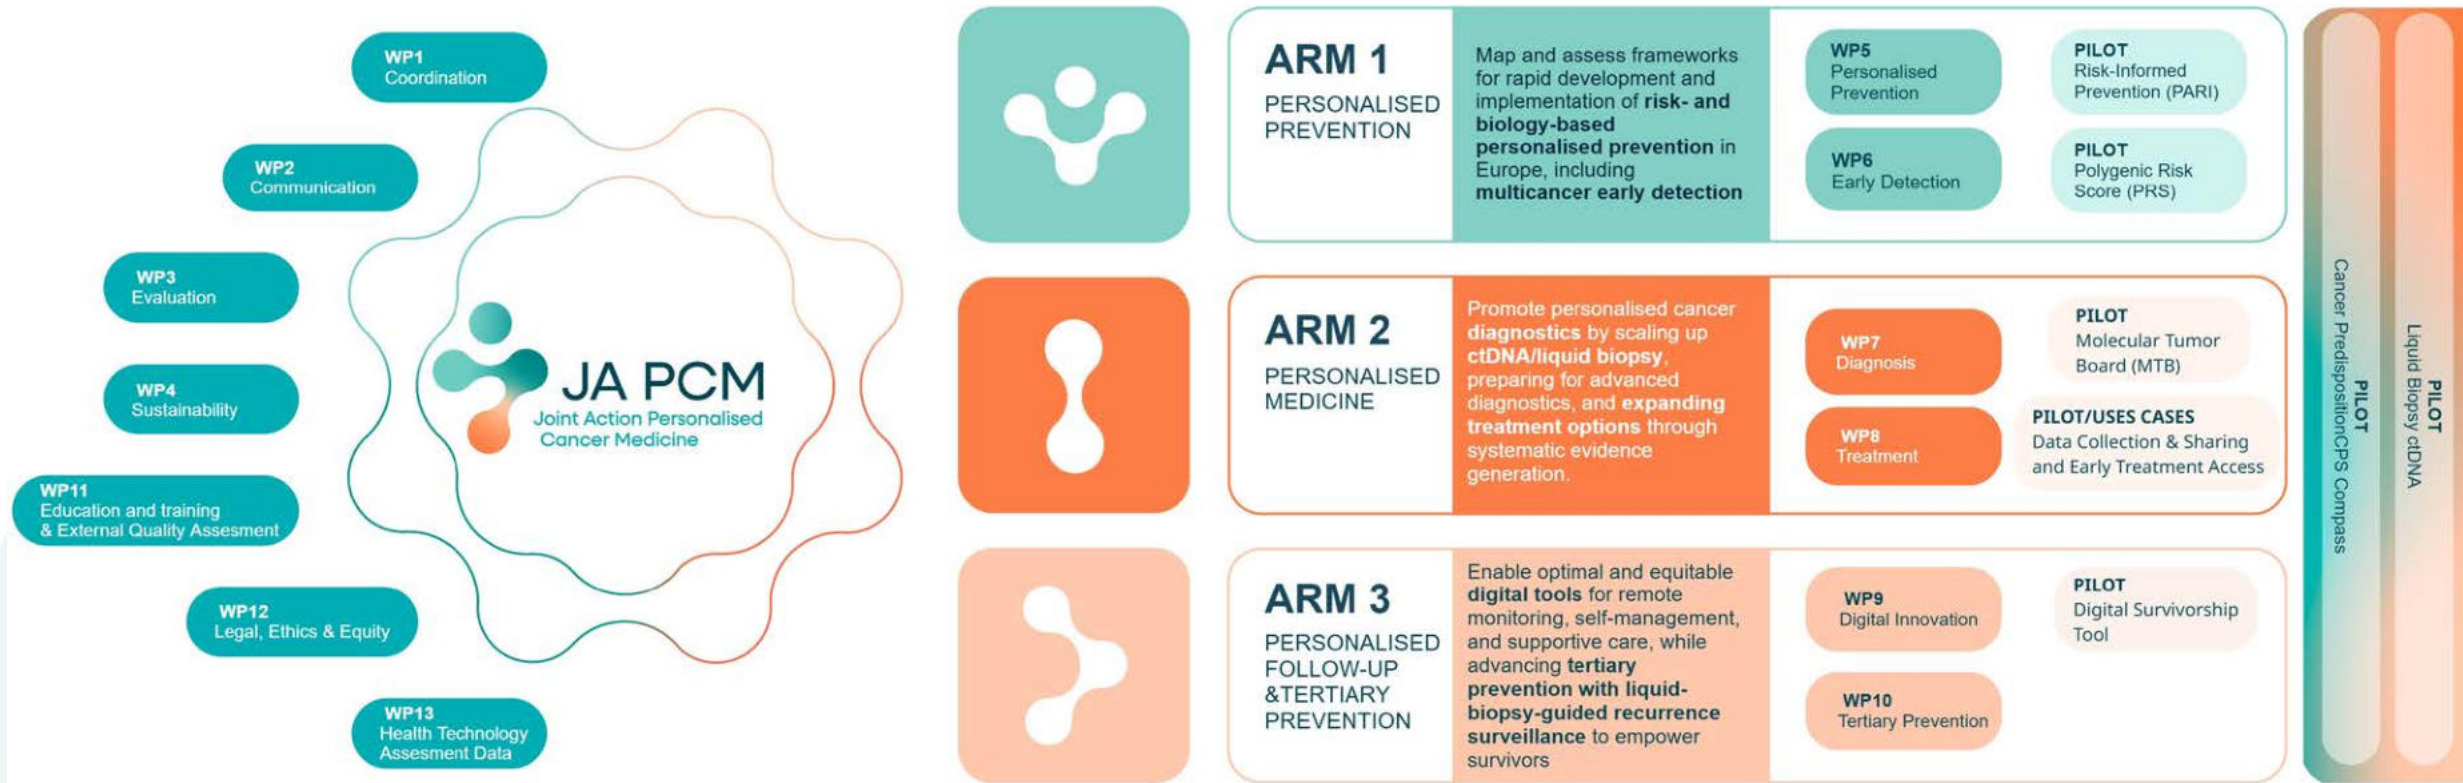 WP1
Coordination
WP2
Communication
WP3
Evaluation
WP4
Sustainability
WP11
Education and training
& External Quality Assesment
WP12
Legal, Ethics & Equity
WP13
Health Technology
Assesment Data
JA PCM
Joint Action Personalised
Cancer Medicine
ARM 1
PERSONALISED
PREVENTION
Map and assess frameworks
for rapid development and
implementation of risk- and
biology-based
personalised prevention in
Europe, including
multicancer early detection
WP5
Personalised
Prevention
WP6
Early Detection
PILOT
Risk-Informed
Prevention (PARI)
PILOT
Polygenic Risk
Score (PRS)
ARM 2
PERSONALISED
MEDICINE
Promote personalised cancer
diagnostics by scaling up
ctDNA/liquid biopsy,
preparing for advanced
diagnostics, and expanding
treatment options through
systematic evidence
generation.
WP7
Diagnosis
WP8
Treatment
PILOT
Molecular Tumor
Board (MTB)
PILOT/USES CASES
Data Collection & Sharing
and Early Treatment Access
ARM 3
PERSONALISED
FOLLOW-UP
&TERTIARY
PREVENTION
Enable optimal and equitable
digital tools for remote
monitoring, self-management,
and supportive care, while
advancing tertiary
prevention with liquid-
biopsy-guided recurrence
surveillance to empower
survivors
WP9
Digital Innovation
WP10
Tertiary Prevention
PILOT
Digital Survivorship
Tool
PILOT
Cancer PredispositionCPS Compass
PILOT
Liquid Biopsy ctDNA